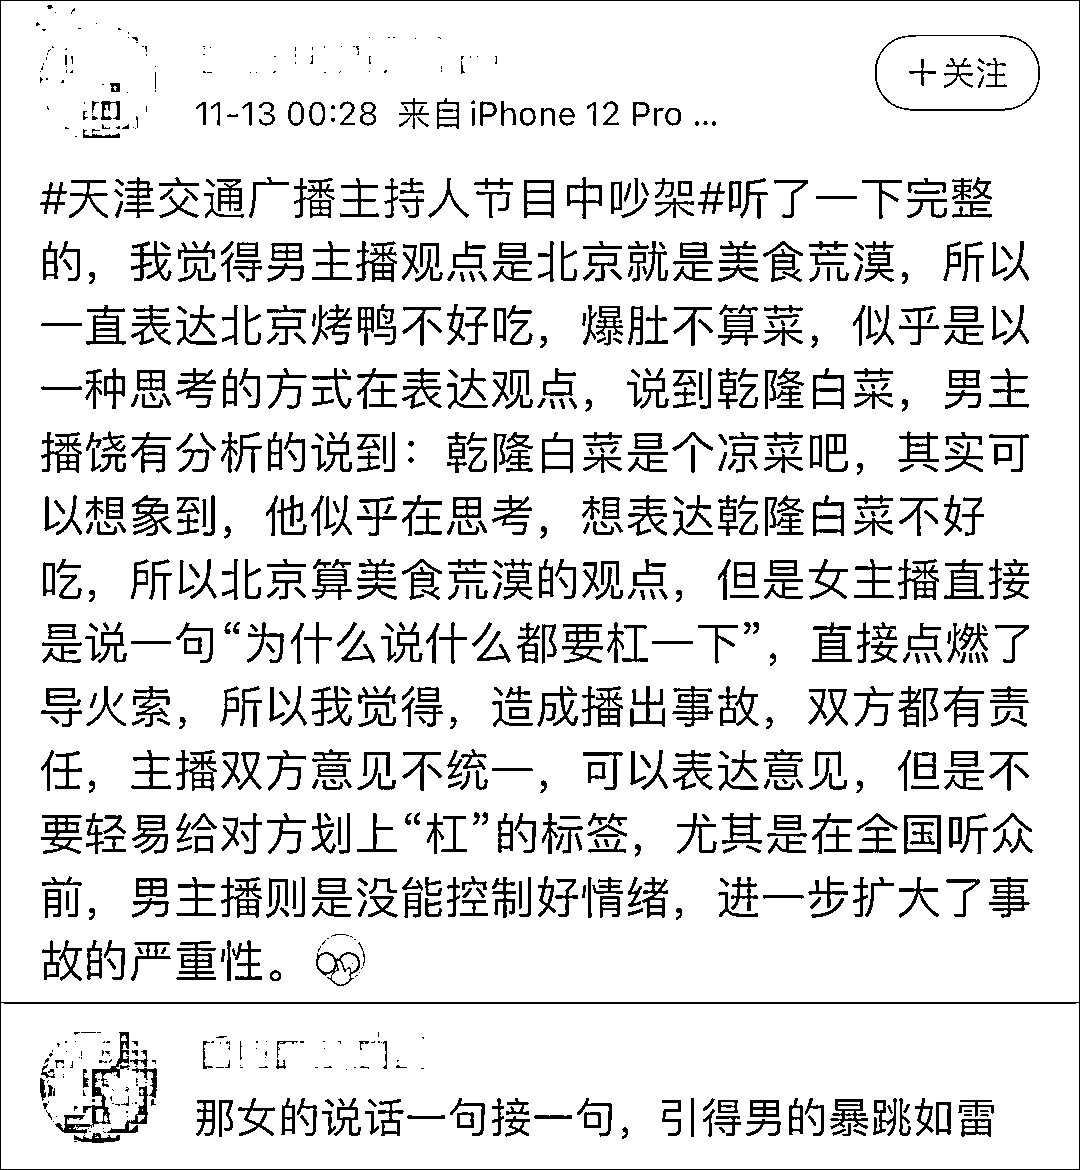 +关注
11-13 00:28 来自 iPhone 12 Pro ...
#天津交通广播主持人节目中吵架#听了一下完整
的，我觉得男主播观点是北京就是美食荒漠，所以
一直表达北京烤鸭不好吃，爆肚不算菜，似乎是以
一种思考的方式在表达观点，说到乾隆白菜，男主
播饶有分析的说到：乾隆白菜是个凉菜吧，其实可
以想象到，他似乎在思考，想表达乾隆白菜不好
吃，所以北京算美食荒漠的观点，但是女主播直接
是说一句“为什么说什么都要杠一下”，直接点燃了
导火索，所以我觉得，造成播出事故，双方都有责
任，主播双方意见不统一，可以表达意见，但是不
要轻易给对方划上“杠”的标签，尤其是在全国听众
前，男主播则是没能控制好情绪，进一步扩大了事
故的严重性。
那女的说话一句接一句，引得男的暴跳如雷